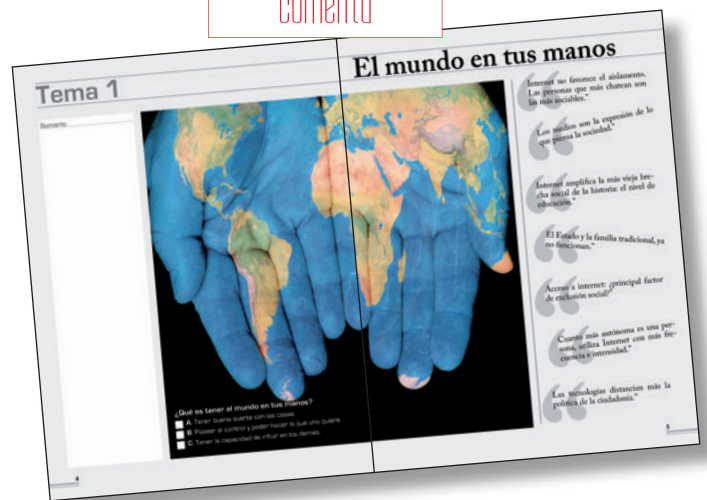 comenta
Tema 1
El mundo en tus manos
Sumario
Internet no favorece el aislamiento.
Las personas que más chatean son
las más sociables."
Los medios son la expresión de lo
que piensa la sociedad."
Internet amplifica la más vieja bre-
cha social de la historia: el nivel de
educación."
El Estado y la familia tradicional, ya
no funcionan."
Acceso a internet: ¿principal factor
de exclusión social?"
Cuanto más autónoma es una per-
sona, utiliza Internet con más fre-
cuencia e intensidad."
Las tecnologías distancian más la
política de la ciudadanía."
¿Qué es tener el mundo en tus manos?
A. Tener buena suerte con las cosas.
B. Poseer el control y poder hacer lo que uno quiere.
C. Tener la capacidad de influir en los demás.
4
5